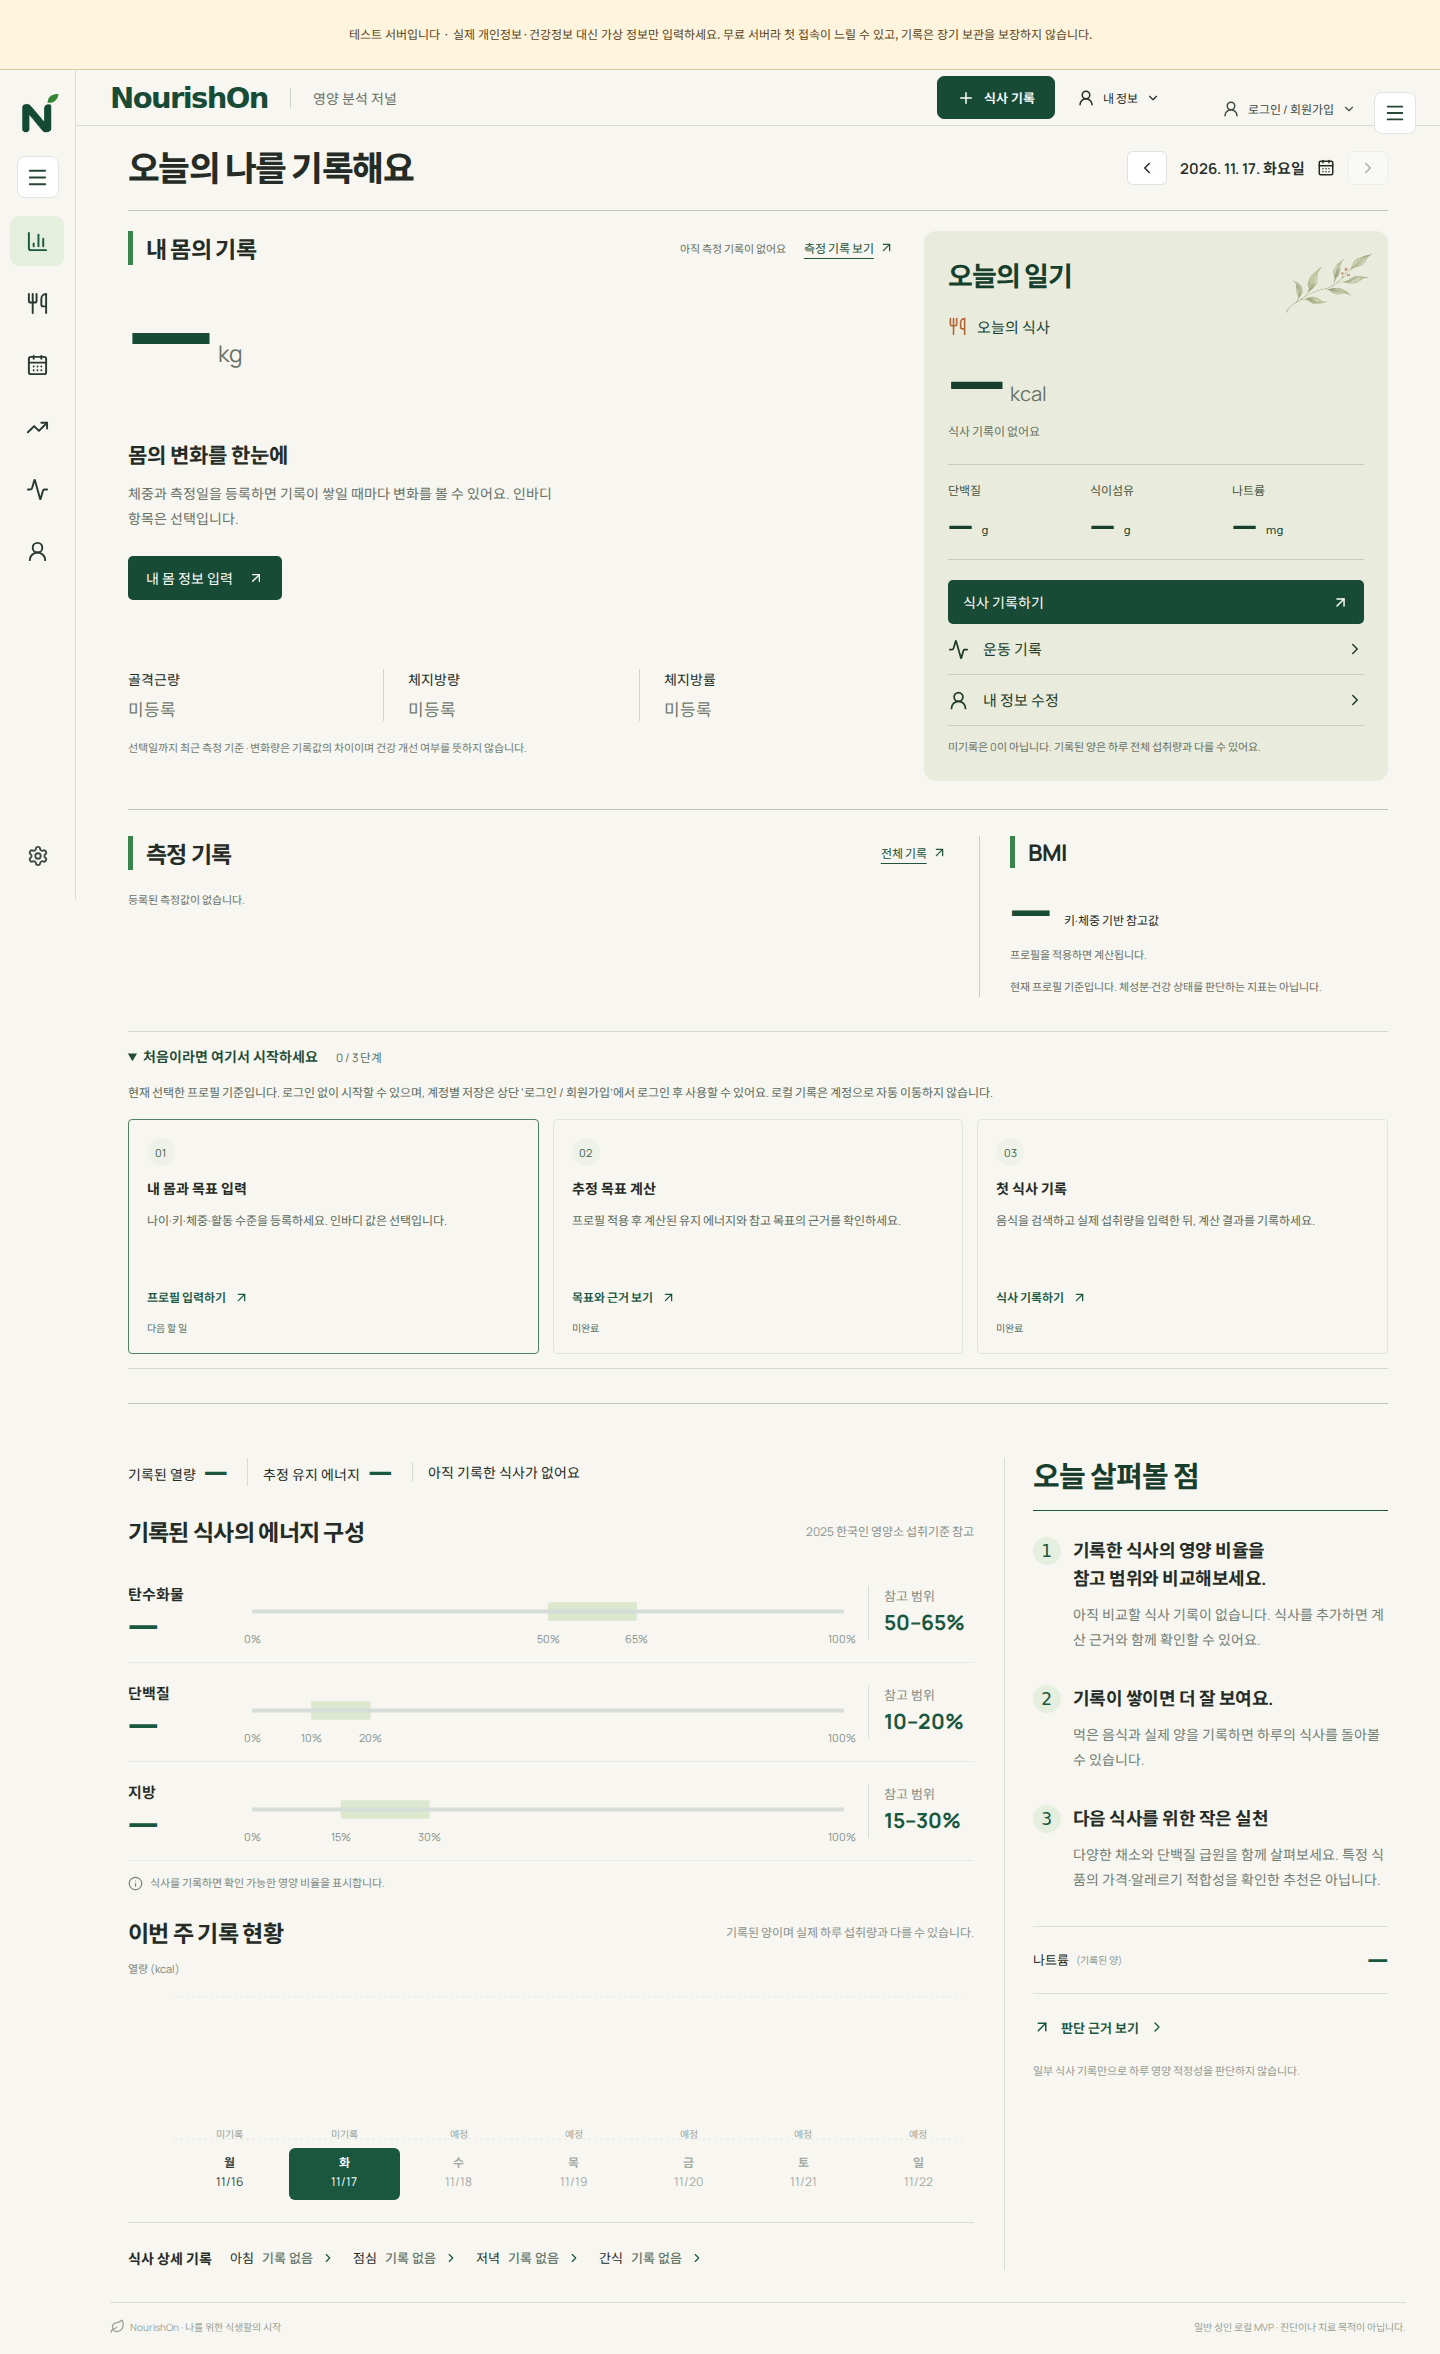 테스트 서버입니다 · 실제 개인정보·건강정보 대신 가상 정보만 입력하세요. 무료 서버라 첫 접속이 느릴 수 있고, 기록은 장기 보관을 보장하지 않습니다.
NourishOn 영양 분석 저널
식사 기록
내 정보
로그인 / 회원가입
오늘의 나를 기록해요
2026. 11. 17. 화요일
내 몸의 기록
아직 측정 기록이 없어요 측정 기록 보기
— kg
몸의 변화를 한눈에
체중과 측정일을 등록하면 기록이 쌓일 때마다 변화를 볼 수 있어요. 인바디
항목은 선택입니다.
내 몸 정보 입력
골격근량 체지방량 체지방률
미등록 미등록 미등록
선택일까지 최근 측정 기준 · 변화량은 기록값의 차이이며 건강 개선 여부를 뜻하지 않습니다.
오늘의 일기
오늘의 식사
— kcal
식사 기록이 없어요
단백질 식이섬유 나트륨
— g — g — mg
식사 기록하기
운동 기록
내 정보 수정
미기록은 0이 아닙니다. 기록된 양은 하루 전체 섭취량과 다를 수 있어요.
측정 기록
전체 기록
등록된 측정값이 없습니다.
BMI
— 키·체중 기반 참고값
프로필을 적용하면 계산됩니다.
현재 프로필 기준입니다. 체성분·건강 상태를 판단하는 지표는 아닙니다.
▼ 처음이라면 여기서 시작하세요 0 / 3 단계
현재 선택한 프로필 기준입니다. 로그인 없이 시작할 수 있으며, 계정별 저장은 상단 '로그인 / 회원가입'에서 로그인 후 사용할 수 있어요. 로컬 기록은 계정으로 자동 이동하지 않습니다.
01
내 몸과 목표 입력
나이·키·체중·활동 수준을 등록하세요. 인바디 값은 선택입니다.
프로필 입력하기
다음 할 일
02
추정 목표 계산
프로필 적용 후 계산된 유지 에너지와 참고 목표의 근거를 확인하세요.
목표와 근거 보기
미완료
03
첫 식사 기록
음식을 검색하고 실제 섭취량을 입력한 뒤, 계산 결과를 기록하세요.
식사 기록하기
미완료
기록된 열량 — 추정 유지 에너지 — 아직 기록한 식사가 없어요
기록된 식사의 에너지 구성
2025 한국인 영양소 섭취기준 참고
탄수화물
—
0% 50% 65% 100%
참고 범위
50–65%
단백질
—
0% 10% 20% 100%
참고 범위
10–20%
지방
—
0% 15% 30% 100%
참고 범위
15–30%
식사를 기록하면 확인 가능한 영양 비율을 표시합니다.
이번 주 기록 현황
기록된 양이며 실제 하루 섭취량과 다를 수 있습니다.
열량 (kcal)
미기록 미기록 예정 예정 예정 예정 예정
월 화 수 목 금 토 일
11/16 11/17 11/18 11/19 11/20 11/21 11/22
식사 상세 기록 아침 기록 없음 점심 기록 없음 저녁 기록 없음 간식 기록 없음
오늘 살펴볼 점
1 기록한 식사의 영양 비율을
참고 범위와 비교해보세요.
아직 비교할 식사 기록이 없습니다. 식사를 추가하면 계
산 근거와 함께 확인할 수 있어요.
2 기록이 쌓이면 더 잘 보여요.
먹은 음식과 실제 양을 기록하면 하루의 식사를 돌아볼
수 있습니다.
3 다음 식사를 위한 작은 실천
다양한 채소와 단백질 급원을 함께 살펴보세요. 특정 식
품의 가격·알레르기 적합성을 확인한 추천은 아닙니다.
나트륨 (기록된 양) —
판단 근거 보기
일부 식사 기록만으로 하루 영양 적정성을 판단하지 않습니다.
NourishOn · 나를 위한 식생활의 시작
일반 성인 로컬 MVP · 진단이나 치료 목적이 아닙니다.